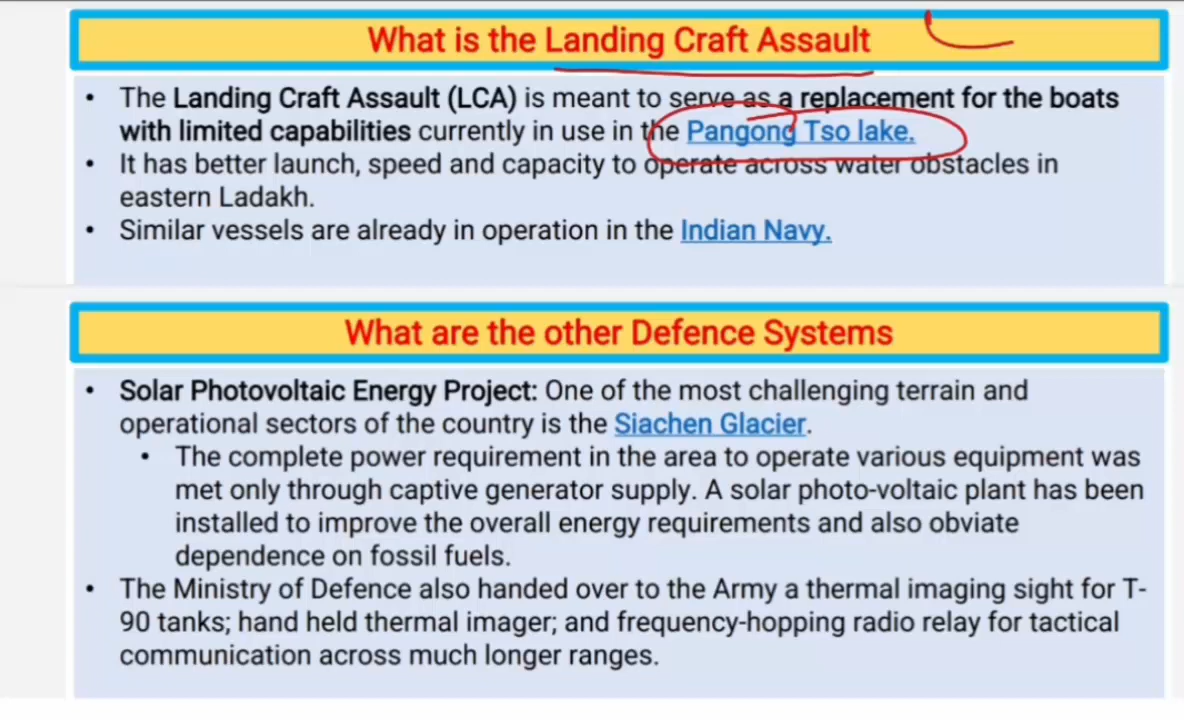 What is the Landing Craft Assault
• The Landing Craft Assault (LCA) is meant to serve as a replacement for the boats
with limited capabilities currently in use in the Pangong Tso lake.
• It has better launch, speed and capacity to operate across water obstacles in
eastern Ladakh.
• Similar vessels are already in operation in the Indian Navy.
What are the other Defence Systems
• Solar Photovoltaic Energy Project: One of the most challenging terrain and
operational sectors of the country is the Siachen Glacier.
• The complete power requirement in the area to operate various equipment was
met only through captive generator supply. A solar photo-voltaic plant has been
installed to improve the overall energy requirements and also obviate
dependence on fossil fuels.
• The Ministry of Defence also handed over to the Army a thermal imaging sight for T-
90 tanks; hand held thermal imager; and frequency-hopping radio relay for tactical
communication across much longer ranges.